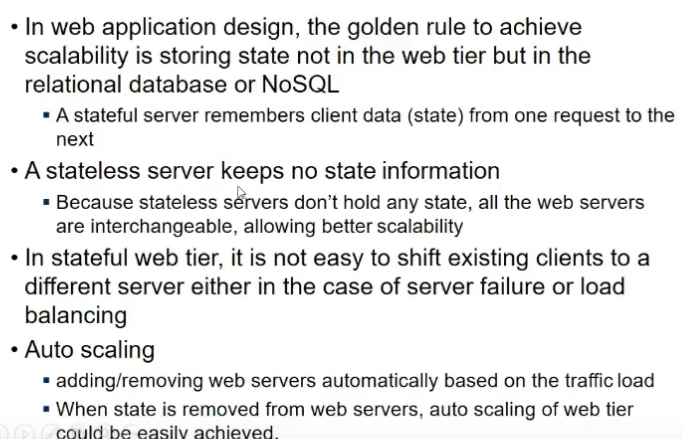 • In web application design, the golden rule to achieve
scalability is storing state not in the web tier but in the
relational database or NoSQL
▪ A stateful server remembers client data (state) from one request to the
next
• A stateless server keeps no state information
▪ Because stateless servers don't hold any state, all the web servers
are interchangeable, allowing better scalability
• In stateful web tier, it is not easy to shift existing clients to a
different server either in the case of server failure or load
balancing
• Auto scaling
▪ adding/removing web servers automatically based on the traffic load
▪ When state is removed from web servers, auto scaling of web tier
could be easily achieved.